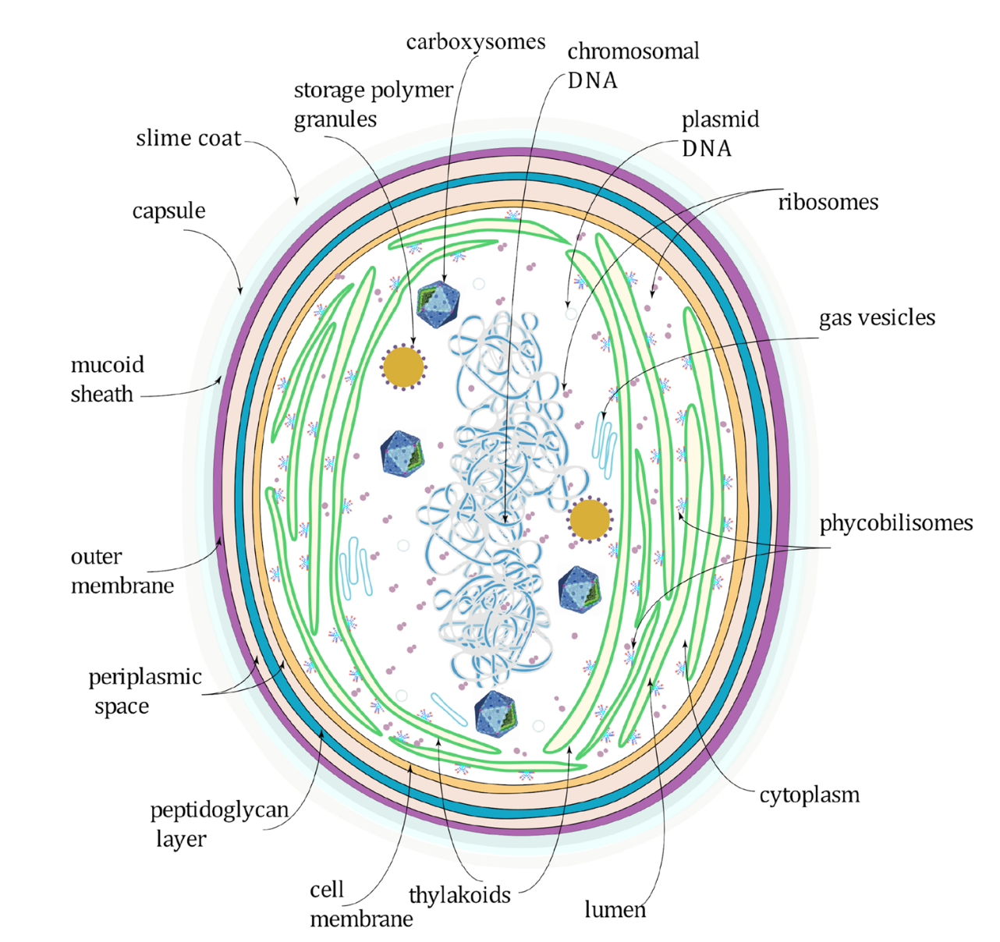 carboxysomes
chromosomal
DNA
storage polymer
granules
plasmid
DNA
slime coat
ribosomes
capsule
gas vesicles
mucoid
sheath
phycobilisomes
outer
membrane
periplasmic
space
cytoplasm
peptidoglycan
layer
cell
membrane
thylakoids
lumen